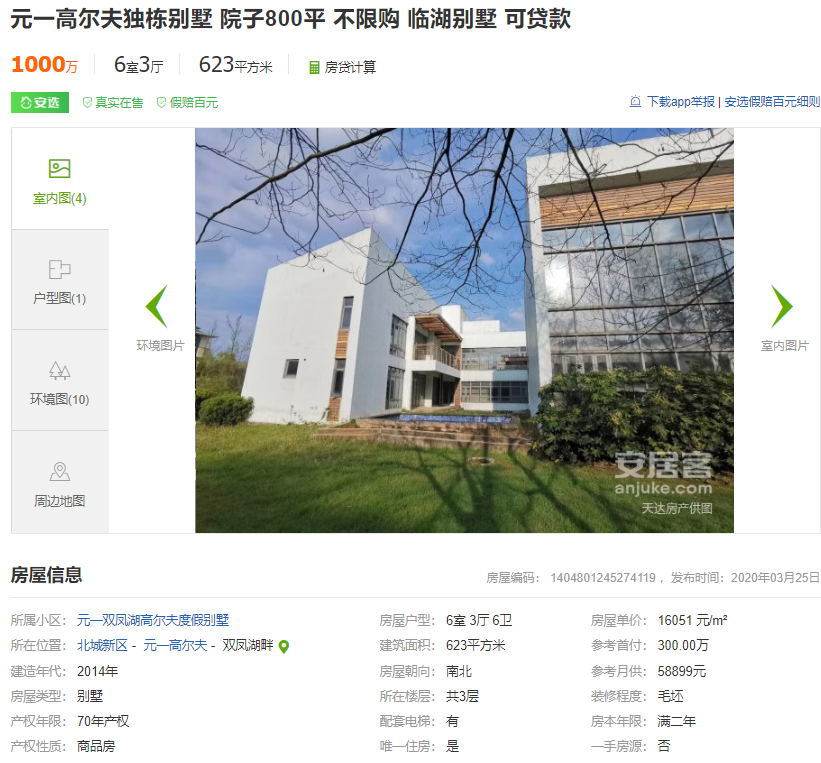 元一高尔夫独栋别墅 院子800平 不限购 临湖别墅 可贷款
1000万 6室3厅 623平方米 房贷计算
安选 真实在售 假赔百元 下载app举报 | 安选假赔百元细则
室内图(4)
户型图(1)
环境图片 室内图片
环境图(10)
周边地图
安居客
anjuke.com
天达房产供图
房屋信息 房屋编码: 1404801245274119 ,发布时间: 2020年03月25日
所属小区: 元一双凤湖高尔夫度假别墅 房屋户型: 6室 3厅 6卫 房屋单价: 16051 元/m²
所在位置: 北城新区 - 元一高尔夫 - 双凤湖畔 建筑面积: 623平方米 参考首付: 300.00万
建造年代: 2014年 房屋朝向: 南北 参考月供: 58899元
房屋类型: 别墅 所在楼层: 共3层 装修程度: 毛坯
产权年限: 70年产权 配套电梯: 有 房本年限: 满二年
产权性质: 商品房 唯一住房: 是 一手房源: 否